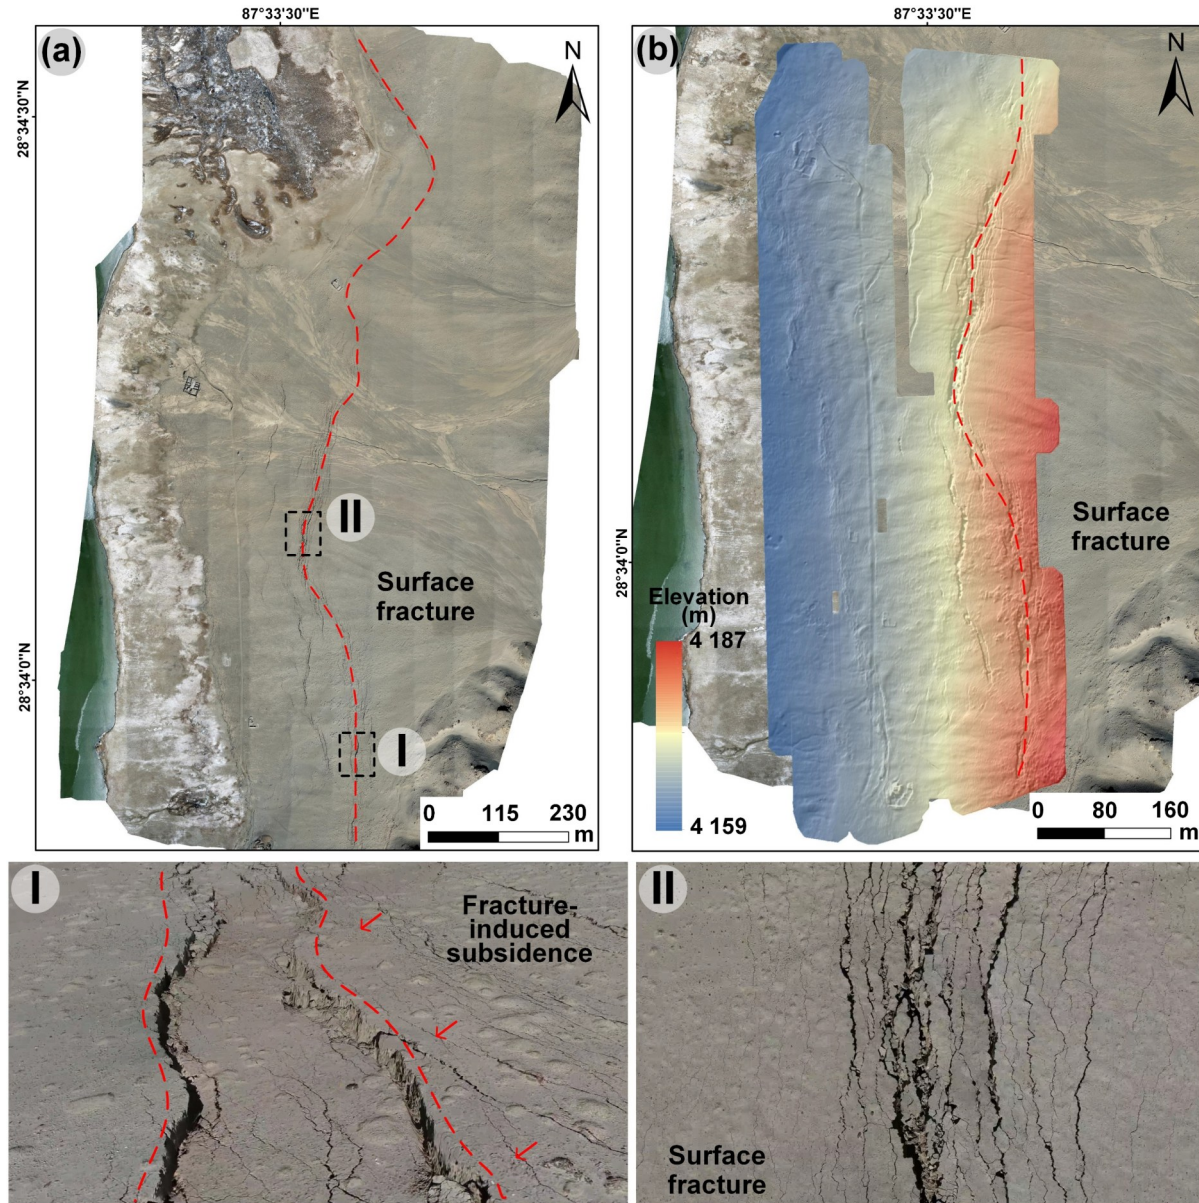 87°33'30"E
87°33'30"E
(a)
N
(b)
N
28°34'30"N
28°34'0"N
28°34'0"N
II
Surface
fracture
I
0 115 230
m
Surface
fracture
Elevation
(m)
4 187
4 159
0 80 160
m
I
Fracture-
induced
subsidence
II
Surface
fracture